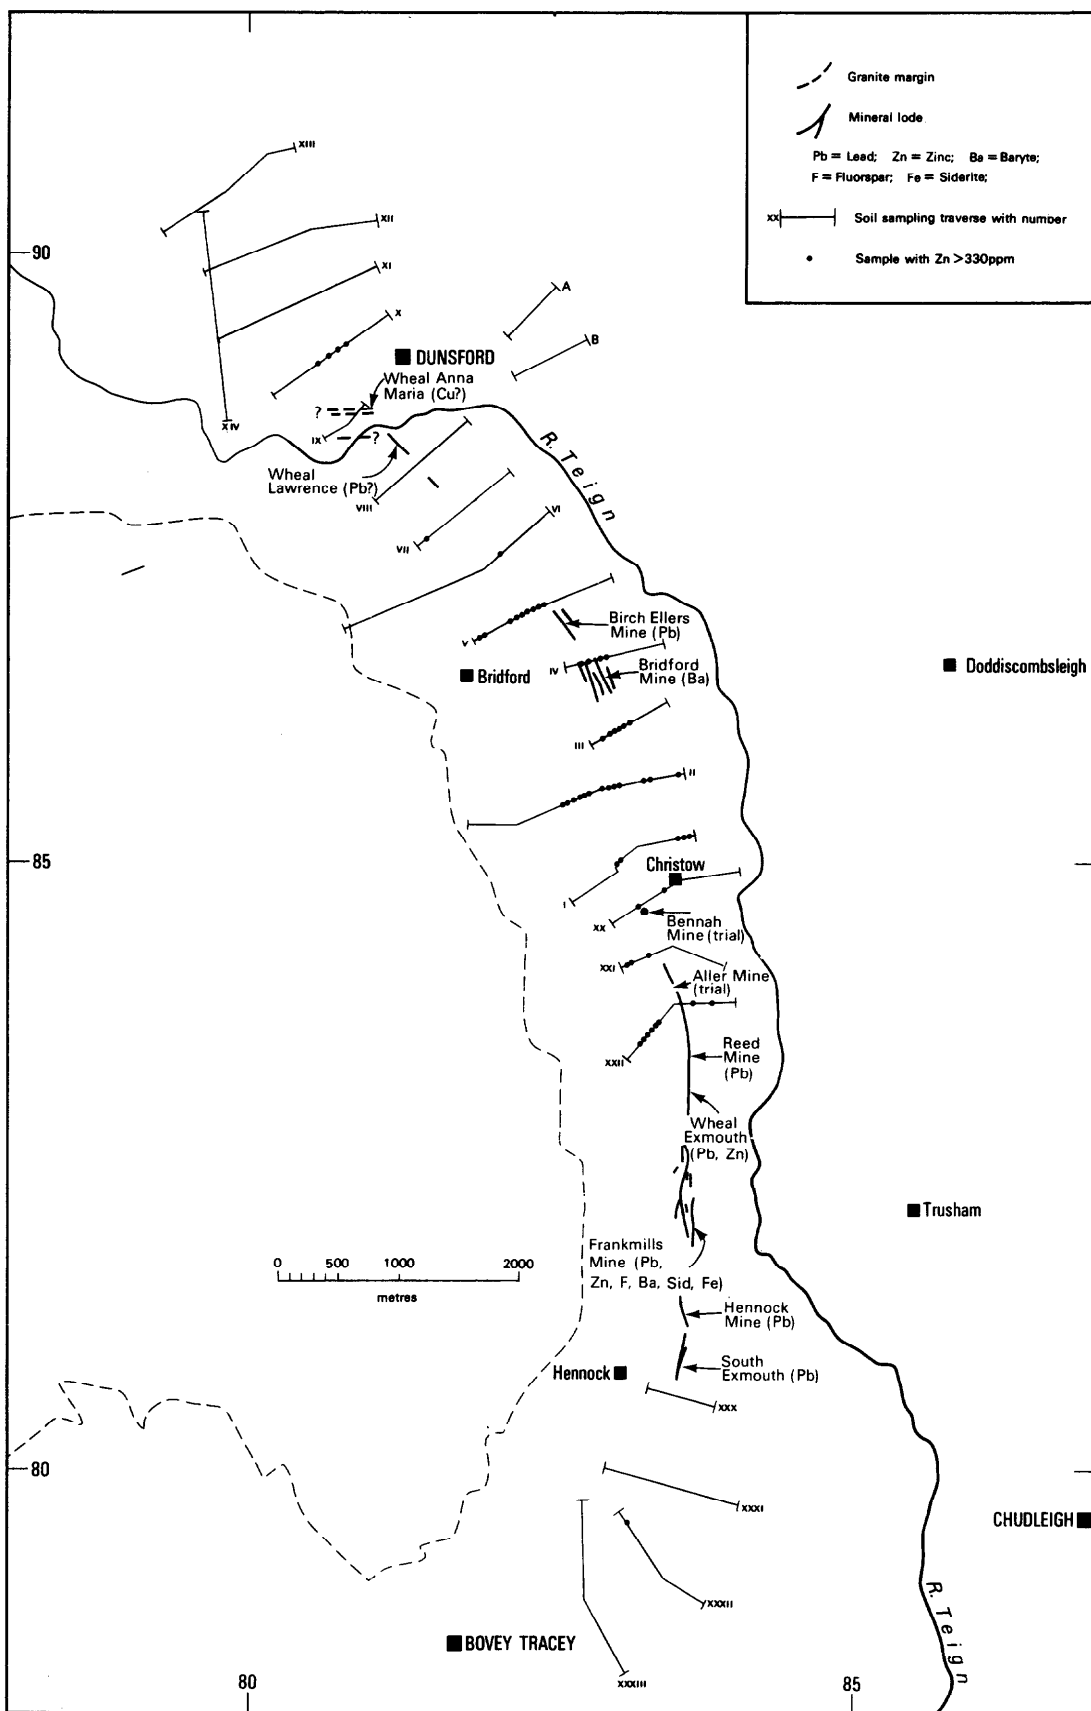 Granite margin
Mineral lode
Pb = Lead; Zn = Zinc; Ba = Baryte;
F = Fluorspar; Fe = Siderite;
xx
Soil sampling traverse with number
Sample with Zn >330ppm
XIII
XII
90
XI
A
X
B
DUNSFORD
Wheal Anna
Maria (Cu?)
?
XIV
IX
?
R. Teign
Wheal
Lawrence (Pb?)
VIII
VI
VII
Birch Ellers
Mine (Pb)
V
IV
Bridford
Bridford
Mine (Ba)
Doddiscombsleigh
III
II
85
Christow
I
XX
Bennah
Mine (trial)
XXI
Aller Mine
(trial)
Reed
Mine
(Pb)
XXII
Wheal
Exmouth
(Pb, Zn)
Trusham
Frankmills
Mine (Pb,
Zn, F, Ba, Sid, Fe)
0 500 1000 2000
metres
Hennock
Mine (Pb)
South
Exmouth (Pb)
Hennock
XXX
80
XXXI
CHUDLEIGH
XXXII
R. Teign
BOVEY TRACEY
XXXIII
80
85